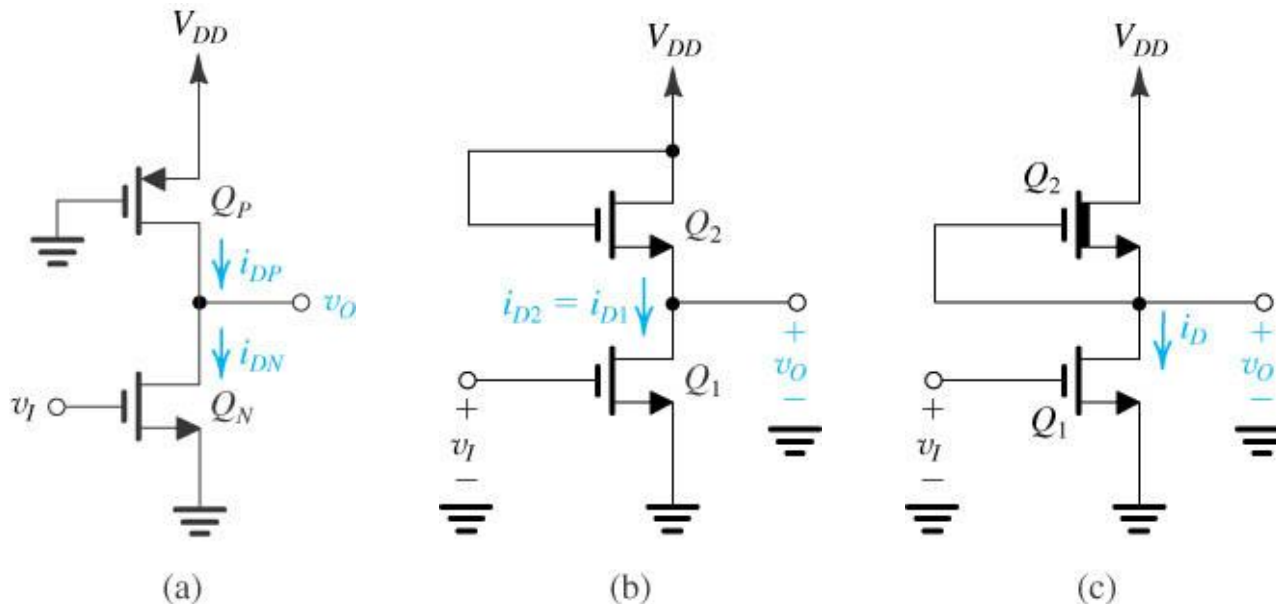 V_DD
Q_P
i_DP
v_O
i_DN
v_I
Q_N
(a)
V_DD
Q_2
i_D2 = i_D1
+
v_O
−
Q_1
+
v_I
−
(b)
V_DD
Q_2
i_D
+
v_O
−
Q_1
+
v_I
−
(c)